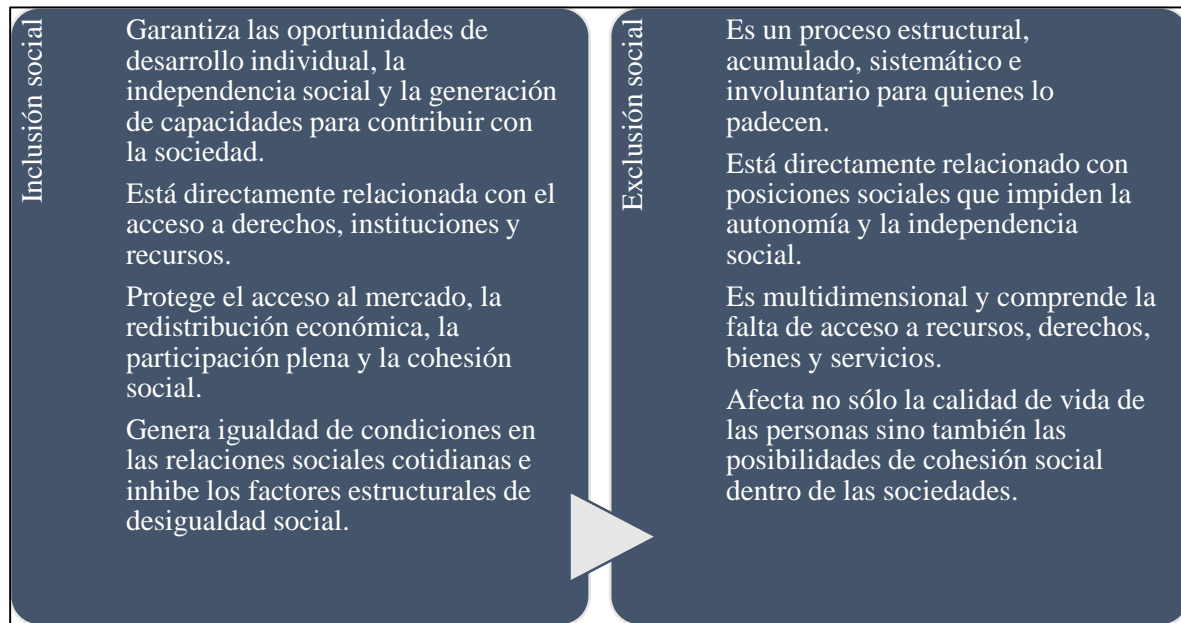 Inclusión social
Garantiza las oportunidades de
desarrollo individual, la
independencia social y la generación
de capacidades para contribuir con
la sociedad.
Está directamente relacionada con el
acceso a derechos, instituciones y
recursos.
Protege el acceso al mercado, la
redistribución económica, la
participación plena y la cohesión
social.
Genera igualdad de condiciones en
las relaciones sociales cotidianas e
inhibe los factores estructurales de
desigualdad social.
Exclusión social
Es un proceso estructural,
acumulado, sistemático e
involuntario para quienes lo
padecen.
Está directamente relacionado con
posiciones sociales que impiden la
autonomía y la independencia
social.
Es multidimensional y comprende la
falta de acceso a recursos, derechos,
bienes y servicios.
Afecta no sólo la calidad de vida de
las personas sino también las
posibilidades de cohesión social
dentro de las sociedades.